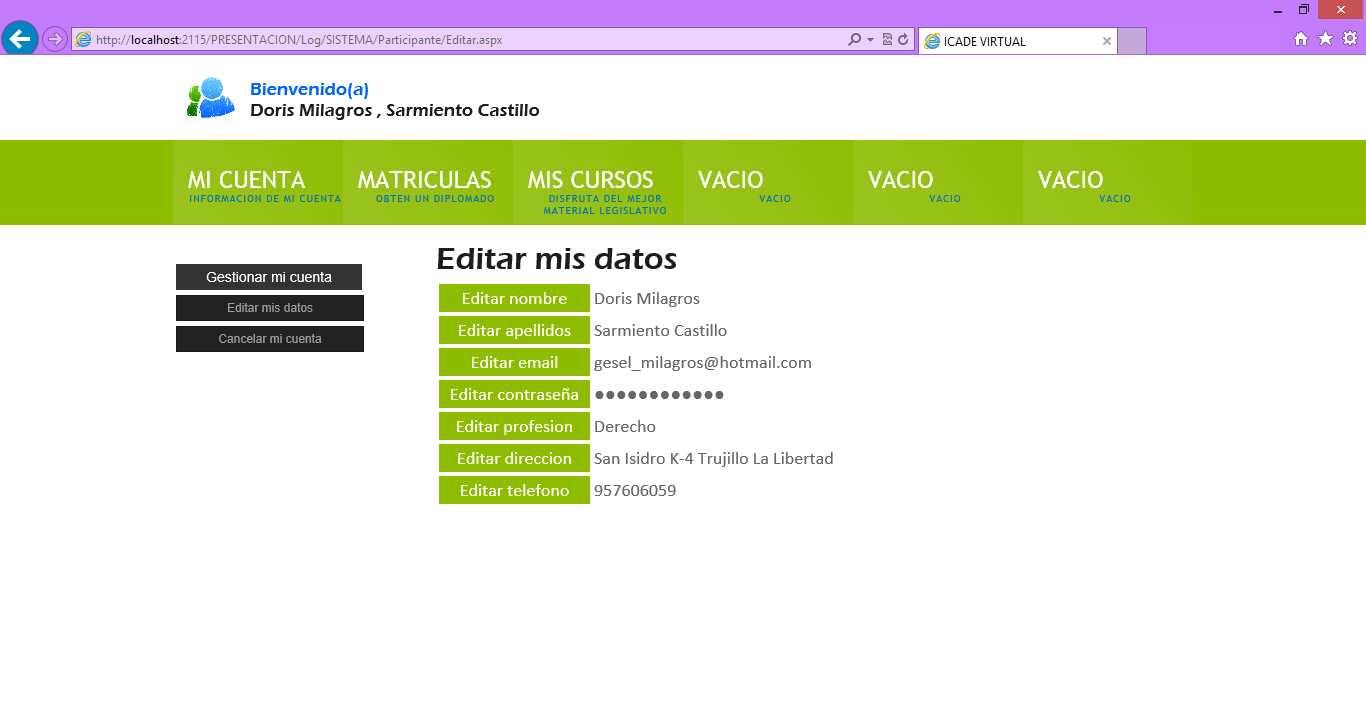 http://localhost:2115/PRESENTACION/Log/SISTEMA/Participante/Editar.aspx
ICADE VIRTUAL
Bienvenido(a)
Doris Milagros , Sarmiento Castillo
MI CUENTA
INFORMACION DE MI CUENTA
MATRICULAS
OBTEN UN DIPLOMADO
MIS CURSOS
DISFRUTA DEL MEJOR
MATERIAL LEGISLATIVO
VACIO
VACIO
VACIO
VACIO
VACIO
VACIO
Gestionar mi cuenta
Editar mis datos
Cancelar mi cuenta
Editar mis datos
Editar nombre Doris Milagros
Editar apellidos Sarmiento Castillo
Editar email gesel_milagros@hotmail.com
Editar contraseña ●●●●●●●●●●●●
Editar profesion Derecho
Editar direccion San Isidro K-4 Trujillo La Libertad
Editar telefono 957606059